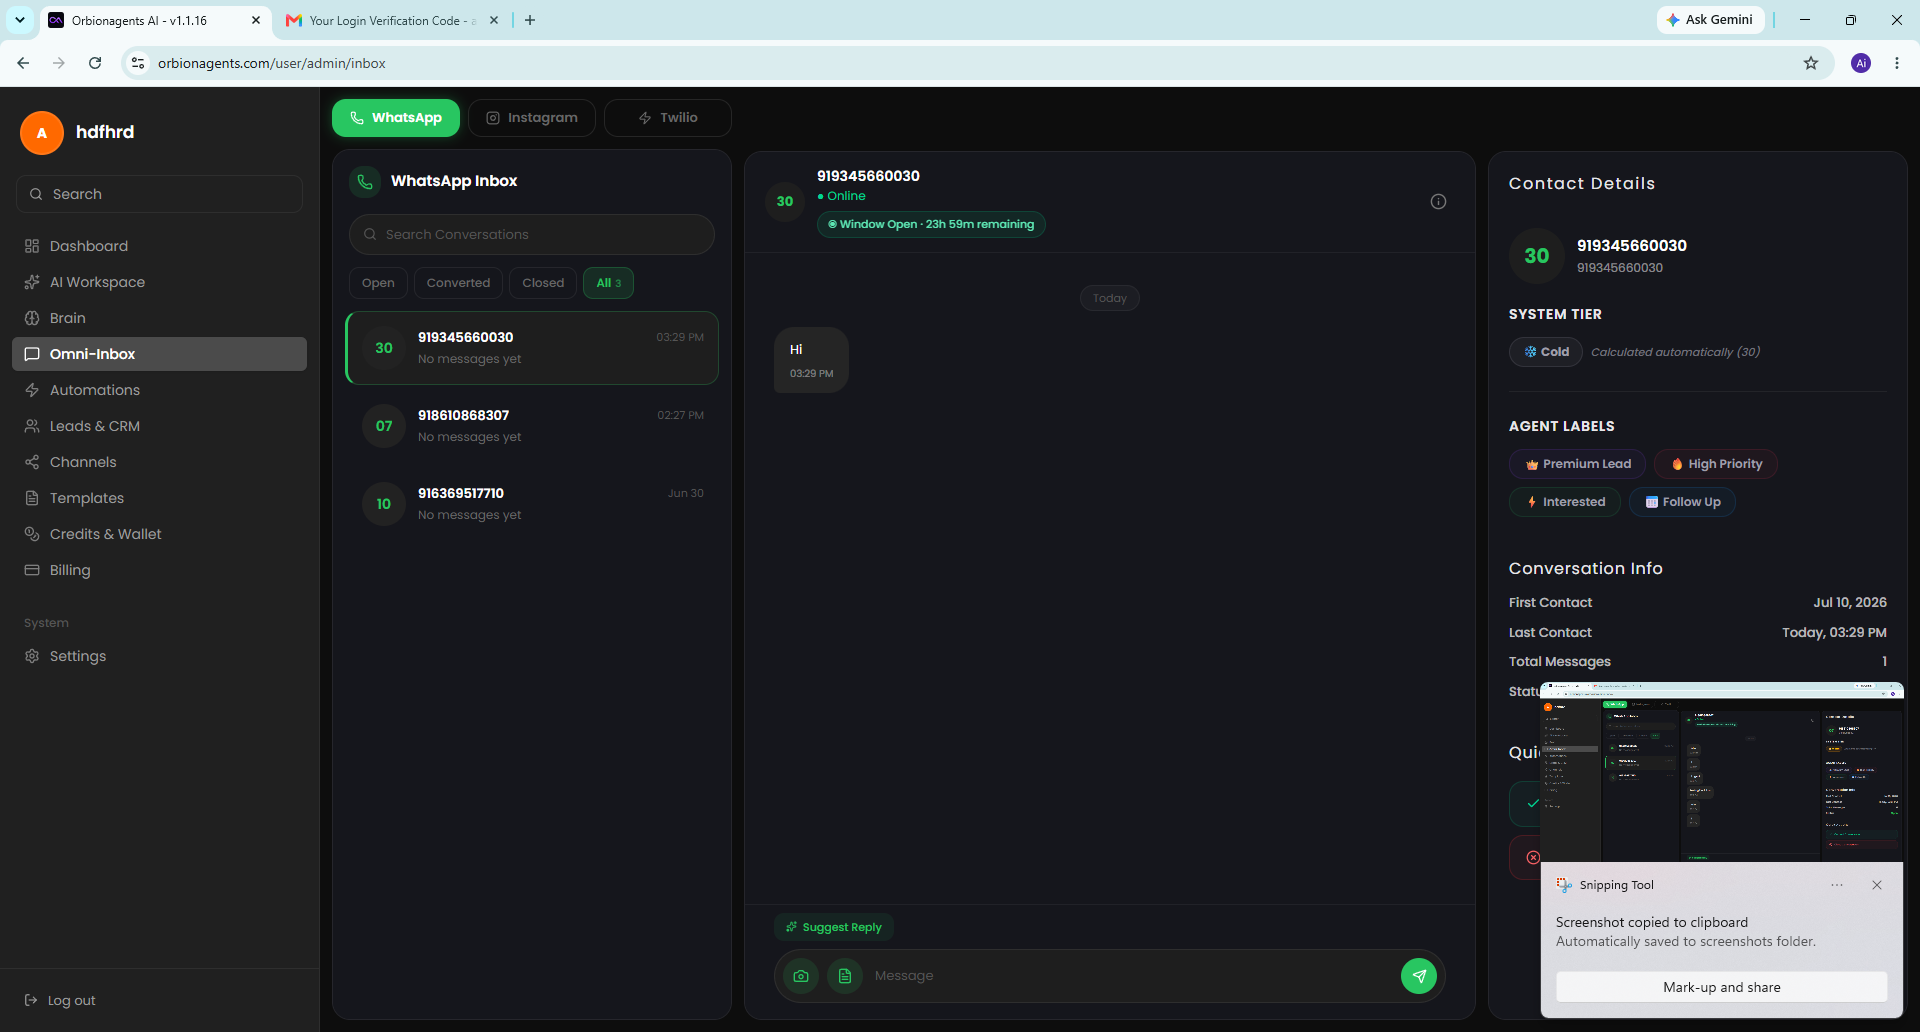 Orbionagents AI - v1.1.16
Your Login Verification Code - a
Ask Gemini
orbionagents.com/user/admin/inbox
Ai
A
hdfhrd
Search
Dashboard
AI Workspace
Brain
Omni-Inbox
Automations
Leads & CRM
Channels
Templates
Credits & Wallet
Billing
System
Settings
Log out
WhatsApp
Instagram
Twilio
WhatsApp Inbox
Search Conversations
Open
Converted
Closed
All 3
30
919345660030
03:29 PM
No messages yet
07
918610868307
02:27 PM
No messages yet
10
916369517710
Jun 30
No messages yet
30
919345660030
Online
Window Open · 23h 59m remaining
Today
Hi
03:29 PM
Suggest Reply
Message
Contact Details
30
919345660030
919345660030
SYSTEM TIER
Cold
Calculated automatically (30)
AGENT LABELS
Premium Lead
High Priority
Interested
Follow Up
Conversation Info
First Contact
Jul 10, 2026
Last Contact
Today, 03:29 PM
Total Messages
1
Statu
Qui
Snipping Tool
Screenshot copied to clipboard
Automatically saved to screenshots folder.
Mark-up and share